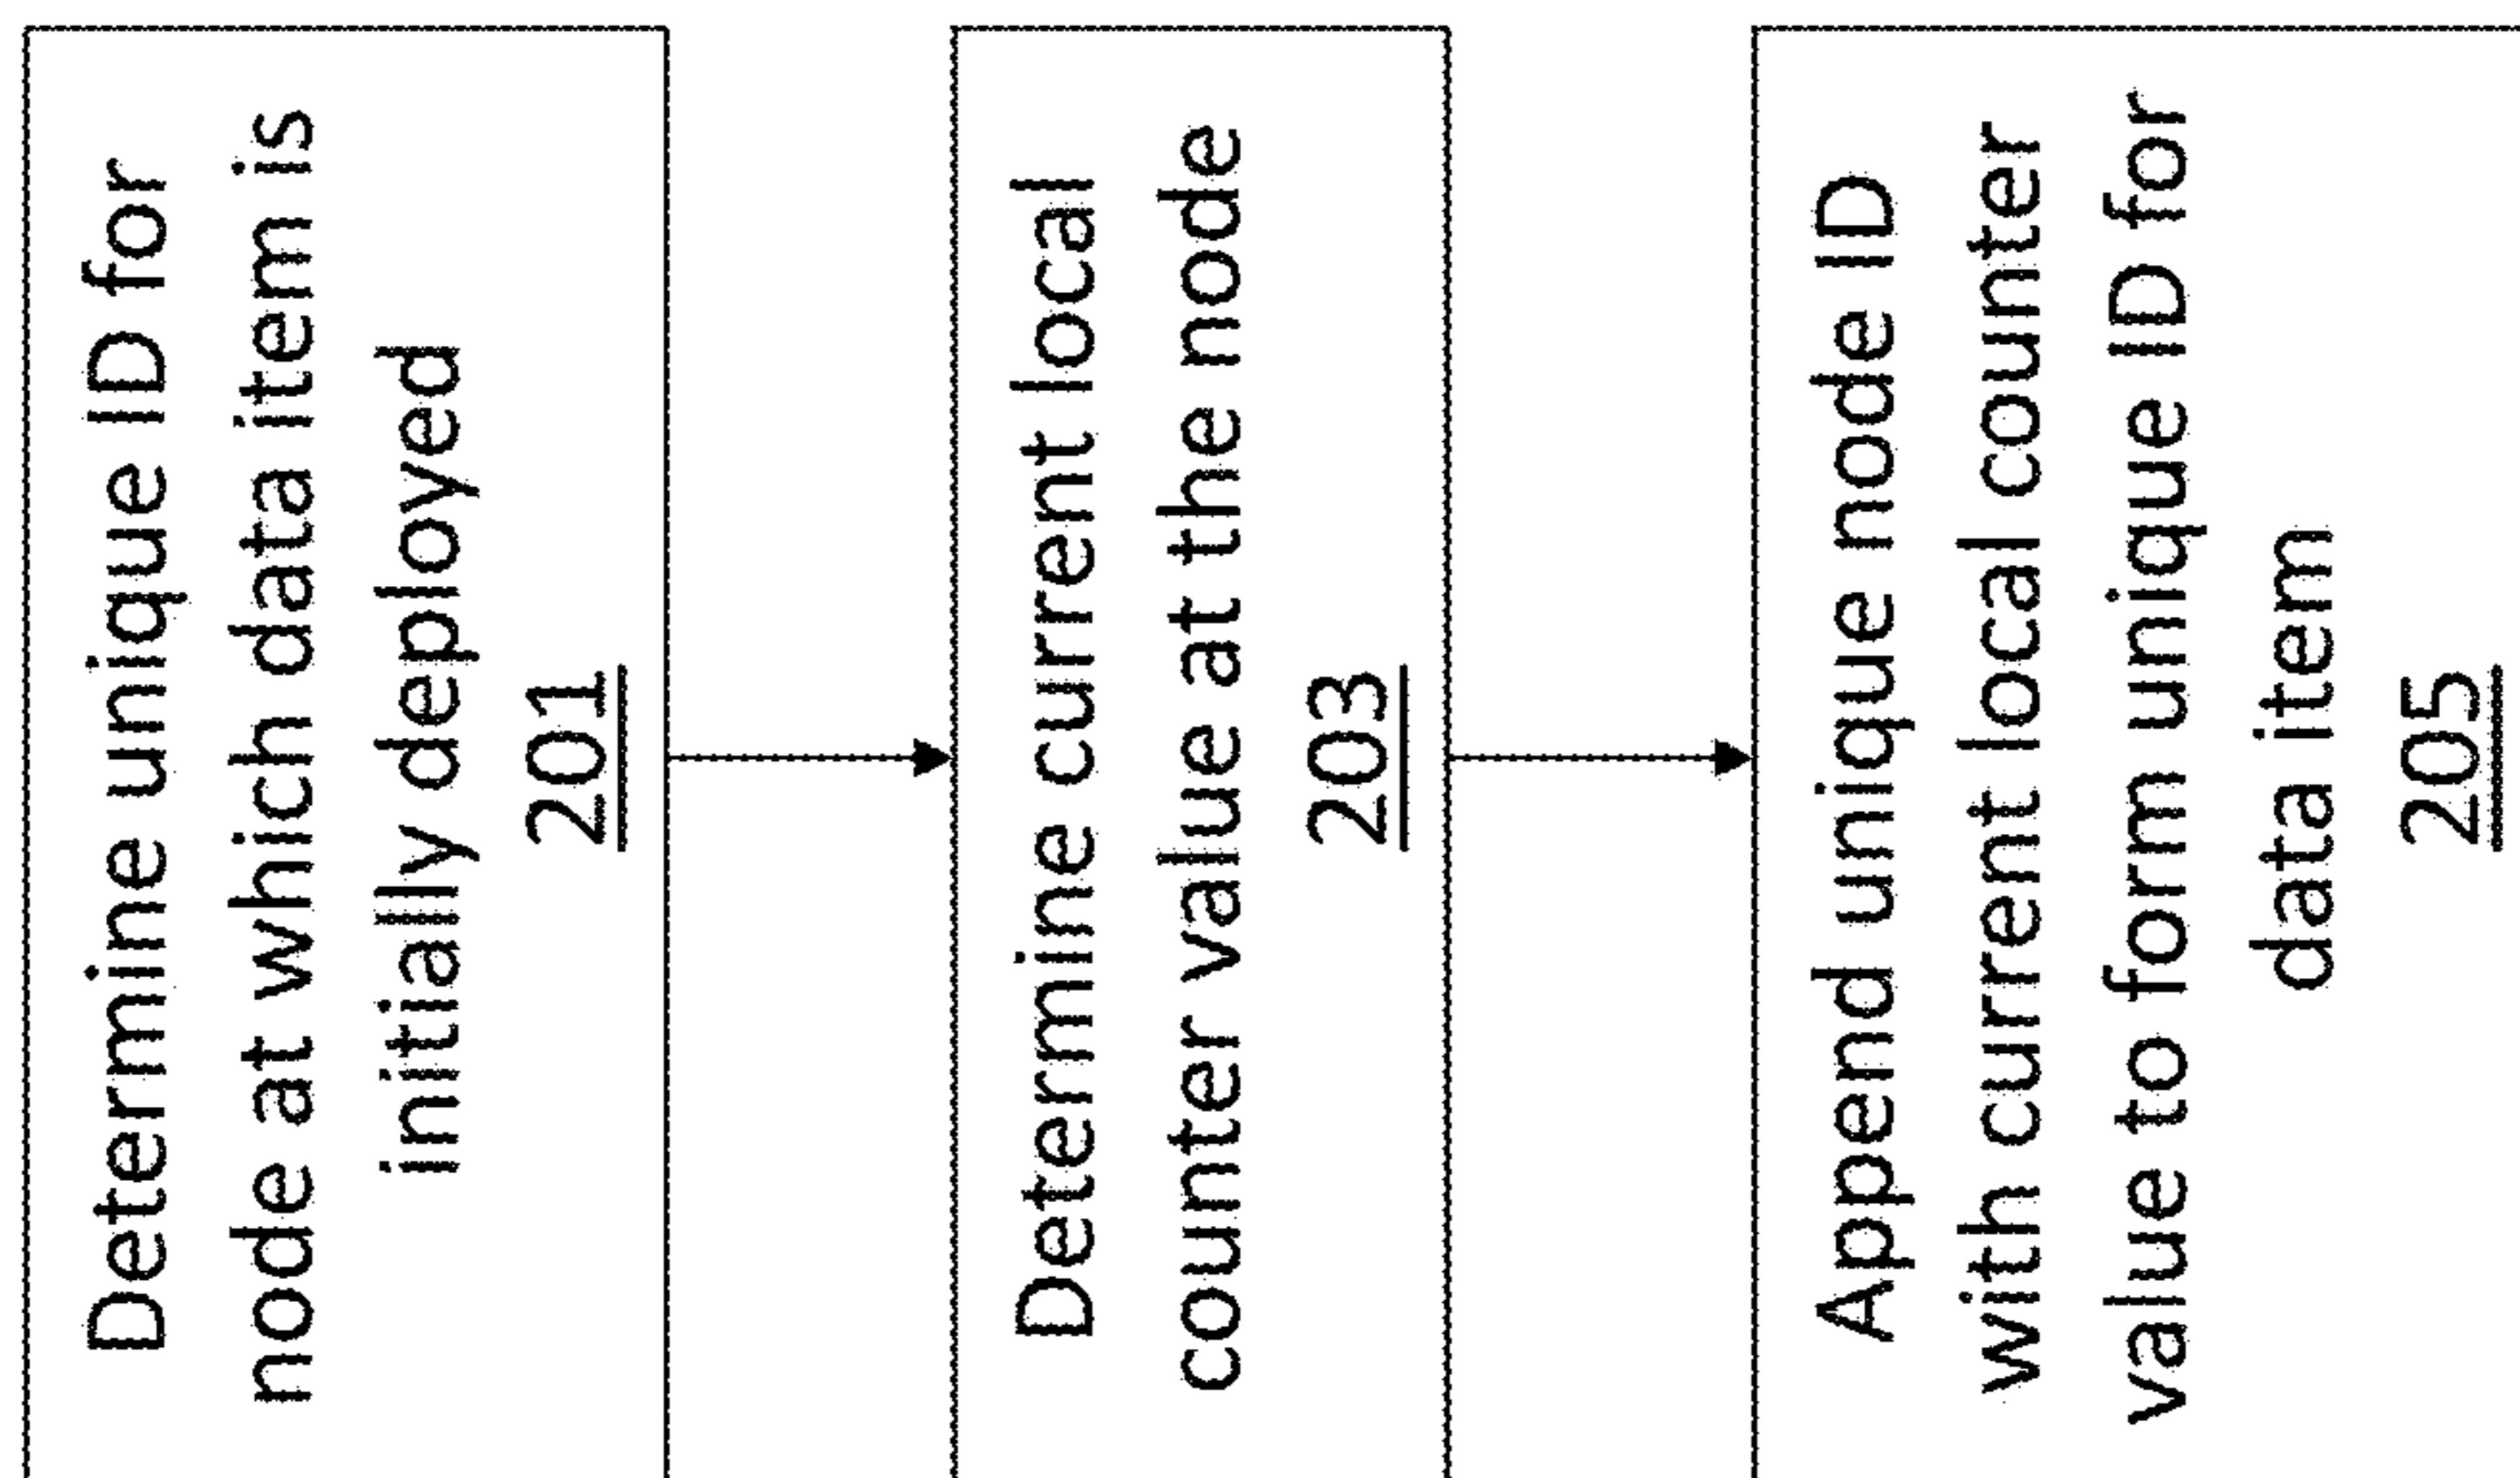 Determine unique ID for
node at which data item is
initially deployed
201
Determine current local
counter value at the node
203
Append unique node ID
with current local counter
value to form unique ID for
data item
205